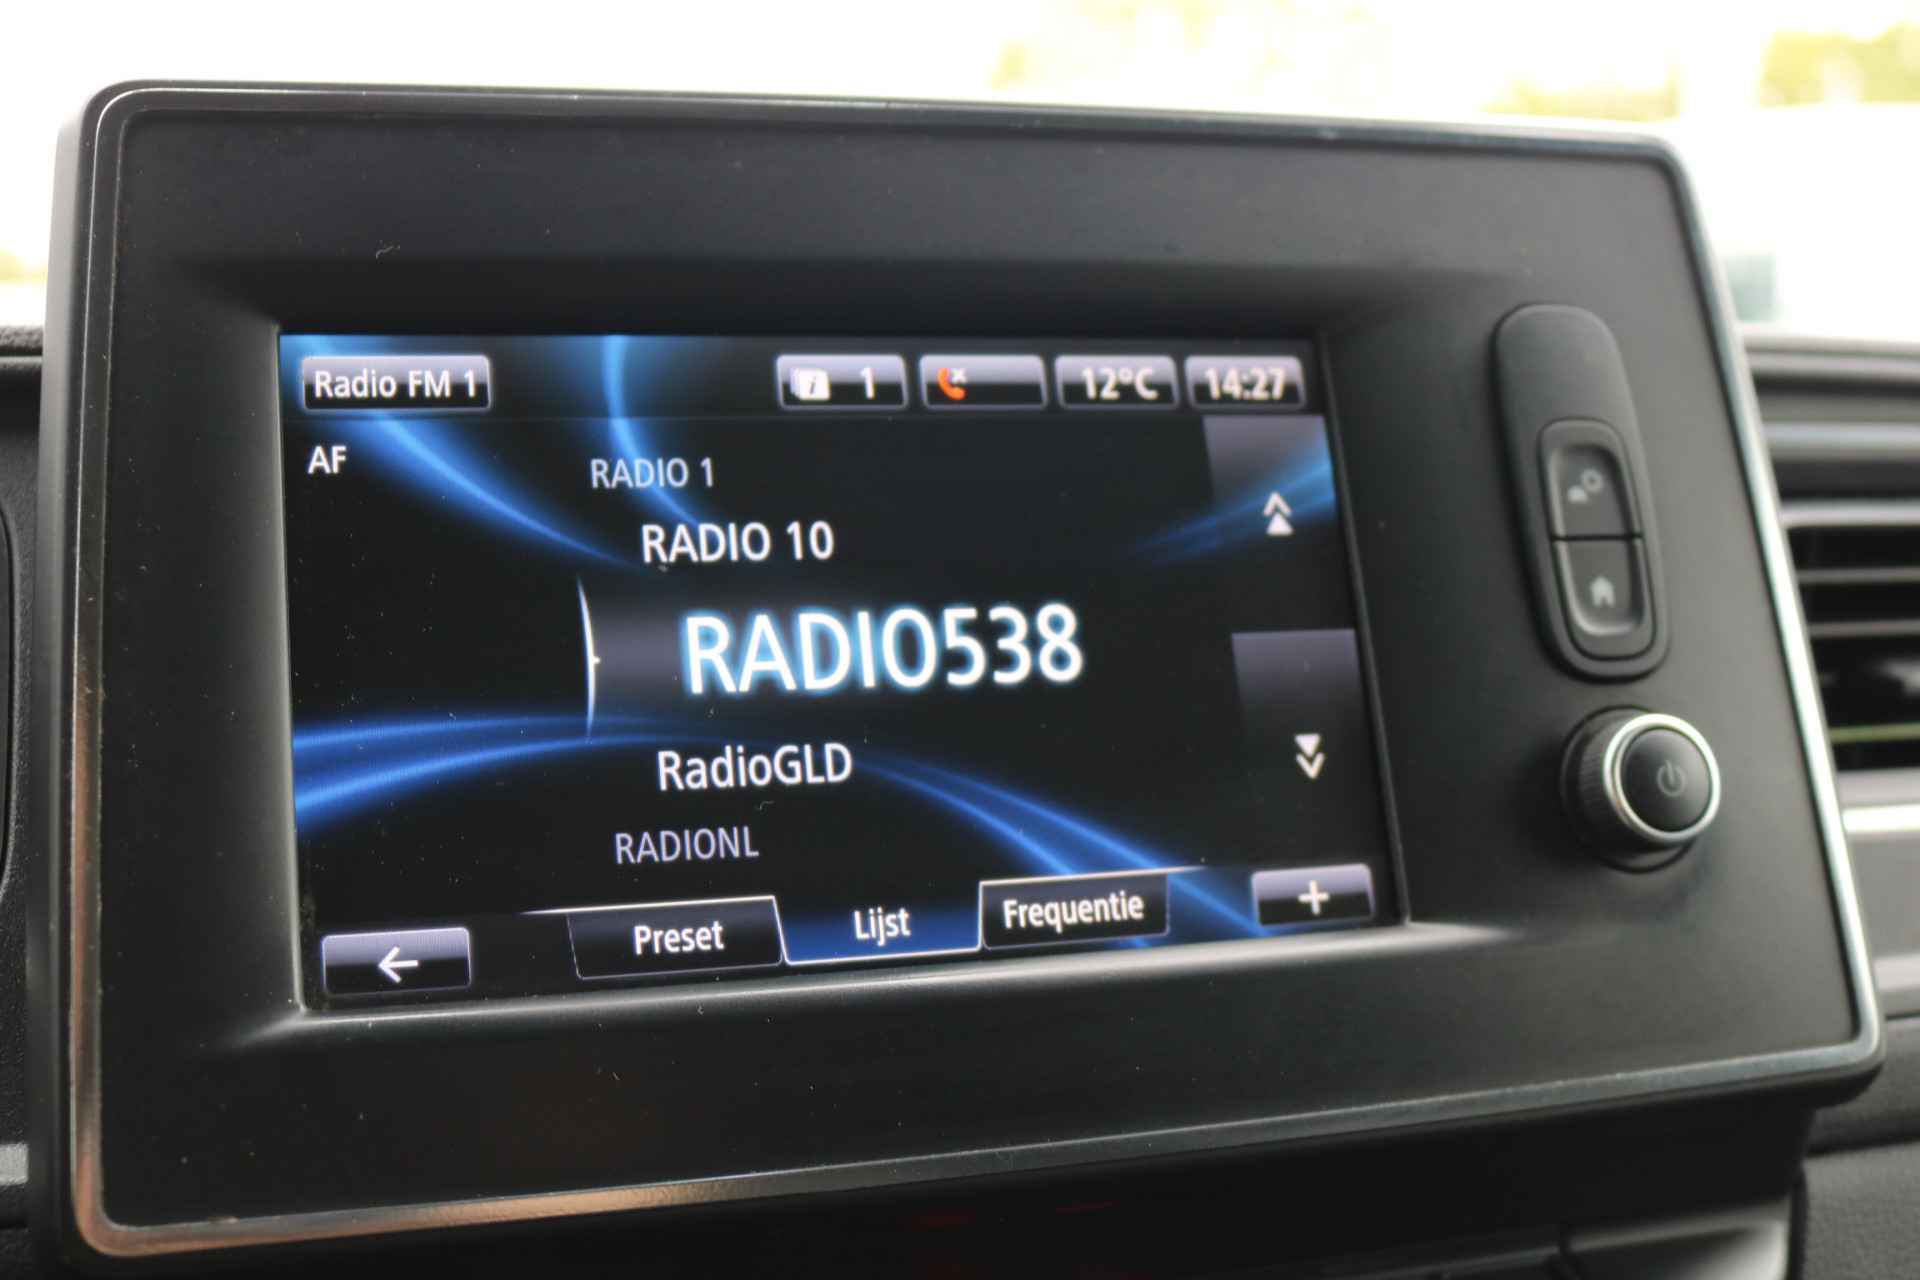 Radio FM 1 i 1 12°C 14:27
AF
RADIO 1
RADIO 10
RADIO538
RadioGLD
RADIONL
Preset Lijst Frequentie +